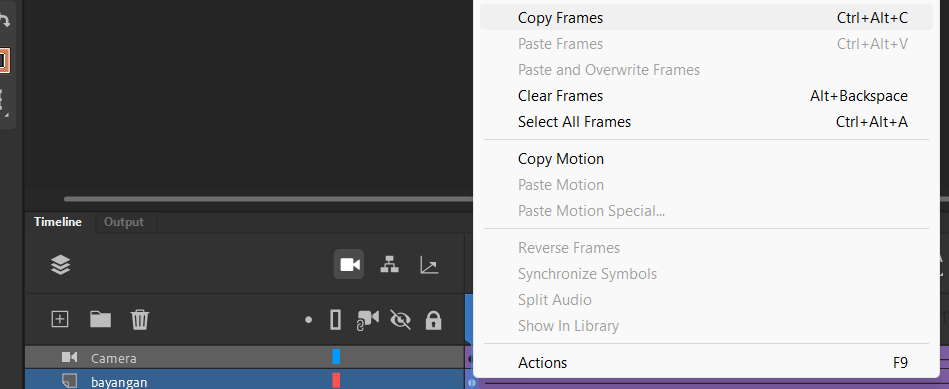 Copy Frames Ctrl+Alt+C
Paste Frames Ctrl+Alt+V
Paste and Overwrite Frames
Clear Frames Alt+Backspace
Select All Frames Ctrl+Alt+A
Copy Motion
Paste Motion
Paste Motion Special...
Reverse Frames
Synchronize Symbols
Split Audio
Show In Library
Actions F9
Timeline Output
Camera
bayangan